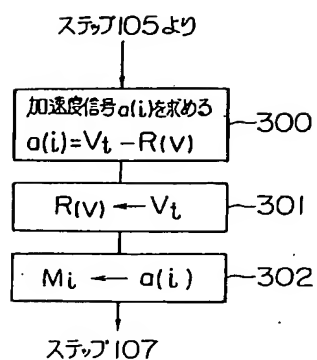 ステップ105より
加速度信号a(i)を求める
a(i)=Vt-R(V)
300
R(V) ← Vt
301
Mi ← a(i)
302
ステップ107